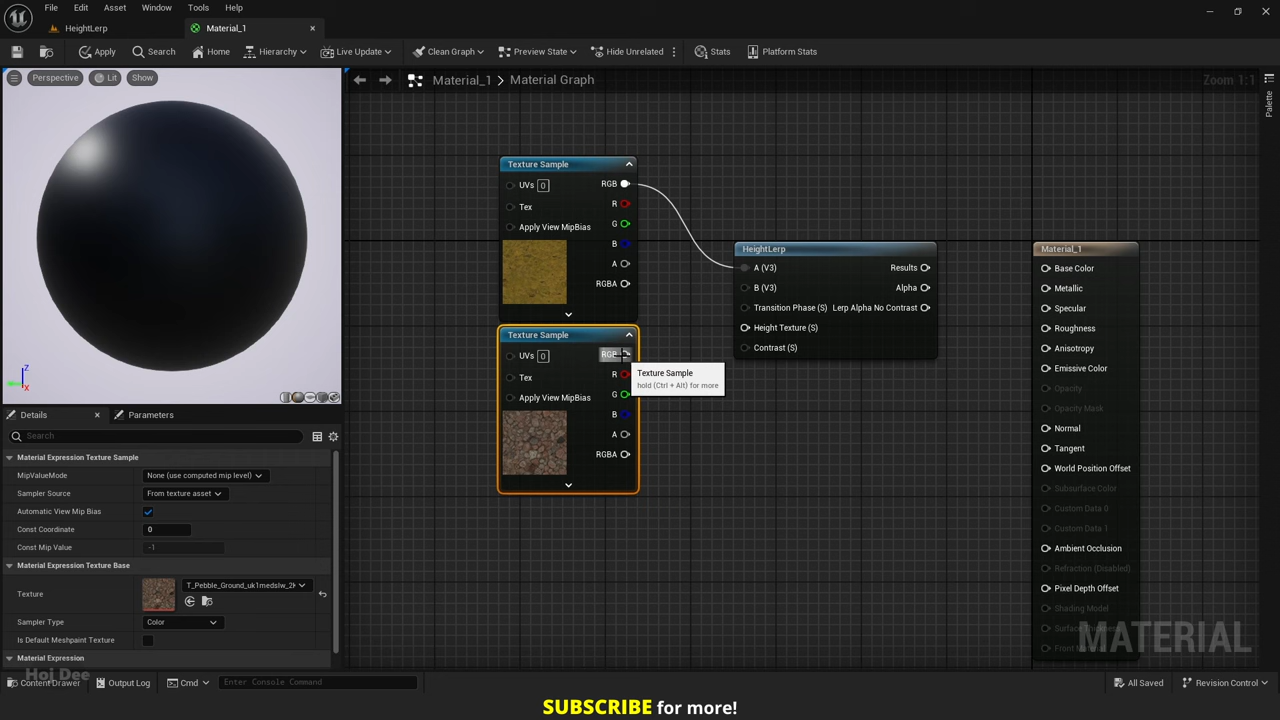 File Edit Asset Window Tools Help
HeightLerp Material_1
Apply Search Home Hierarchy Live Update Clean Graph Preview State Hide Unrelated Stats Platform Stats
Perspective Lit Show
Material_1 > Material Graph Zoom 1:1
Palette
Texture Sample
UVs 0 RGB
R
Tex
G
Apply View MipBias
B
A
RGBA
HeightLerp
A (V3) Results
B (V3) Alpha
Transition Phase (S) Lerp Alpha No Contrast
Height Texture (S)
Contrast (S)
Material_1
Base Color
Metallic
Specular
Roughness
Anisotropy
Emissive Color
Opacity
Opacity Mask
Normal
Tangent
World Position Offset
Subsurface Color
Custom Data 0
Custom Data 1
Ambient Occlusion
Refraction (Disabled)
Pixel Depth Offset
Shading Model
Surface Thickness
Front Material
MATERIAL
Texture Sample
UVs 0 RGB
R
Tex
G
Apply View MipBias
B
A
RGBA
Texture Sample
hold (Ctrl + Alt) for more
z
Y
Details Parameters
Search
Material Expression Texture Sample
MipValueMode None (use computed mip level)
Sampler Source From texture asset
Automatic View Mip Bias
Const Coordinate 0
Const Mip Value -1
Material Expression Texture Base
Texture T_Pebble_Ground_uk1medslw_2K
Sampler Type Color
Is Default Meshpaint Texture
Material Expression
Hoj Dee
Content Drawer Output Log Cmd Enter Console Command All Saved Revision Control
SUBSCRIBE for more!